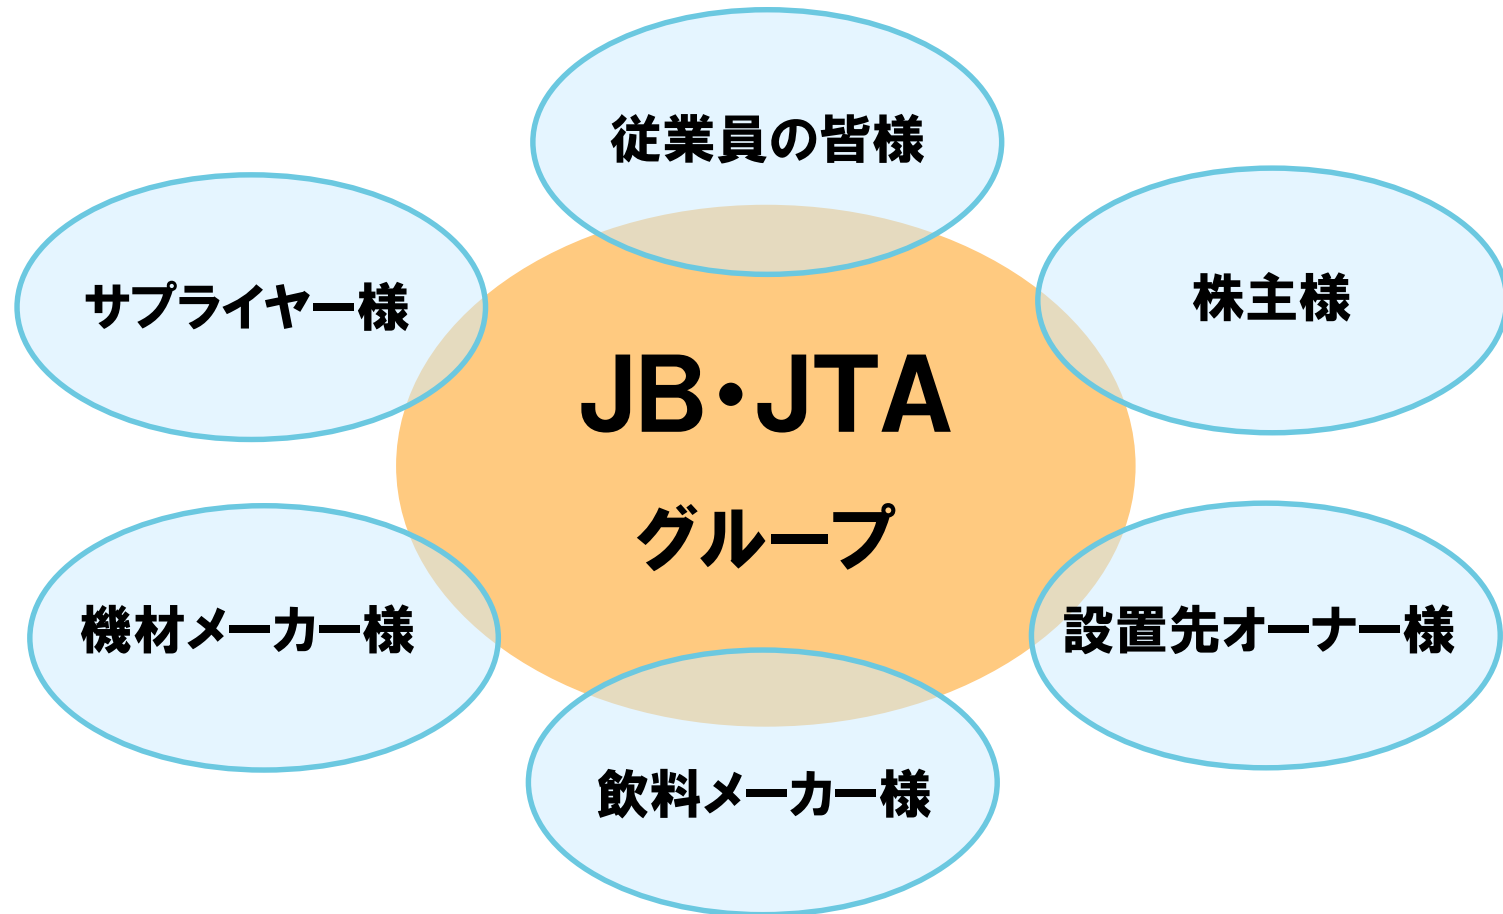 従業員の皆様
サプライヤー様
株主様
JB・JTA
グループ
機材メーカー様
設置先オーナー様
飲料メーカー様